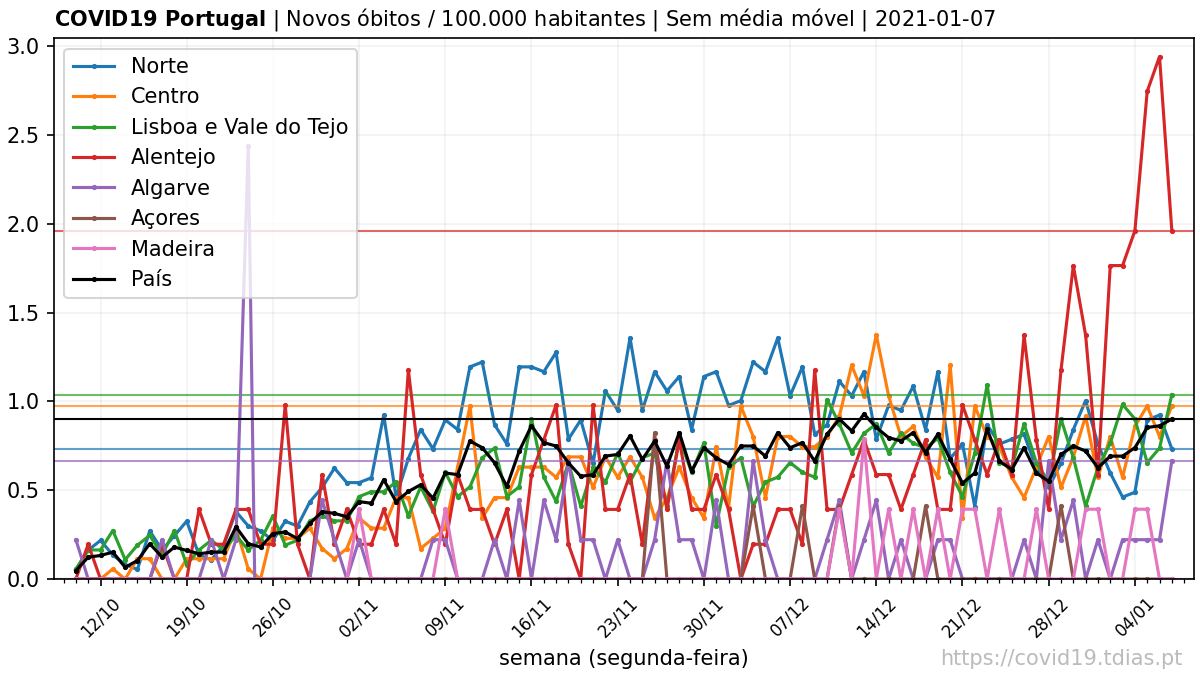 COVID19 Portugal | Novos óbitos / 100.000 habitantes | Sem média móvel | 2021-01-07
3.0
2.5
2.0
1.5
1.0
0.5
0.0
Norte
Centro
Lisboa e Vale do Tejo
Alentejo
Algarve
Açores
Madeira
País
12/10
19/10
26/10
02/11
09/11
16/11
23/11
30/11
07/12
14/12
21/12
28/12
04/01
semana (segunda-feira)
https://covid19.tdias.pt